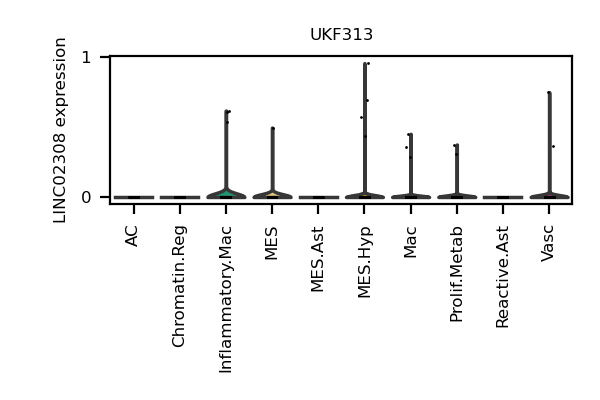 UKF313
LINC02308 expression
1
0
AC
Chromatin.Reg
Inflammatory.Mac
MES
MES.Ast
MES.Hyp
Mac
Prolif.Metab
Reactive.Ast
Vasc